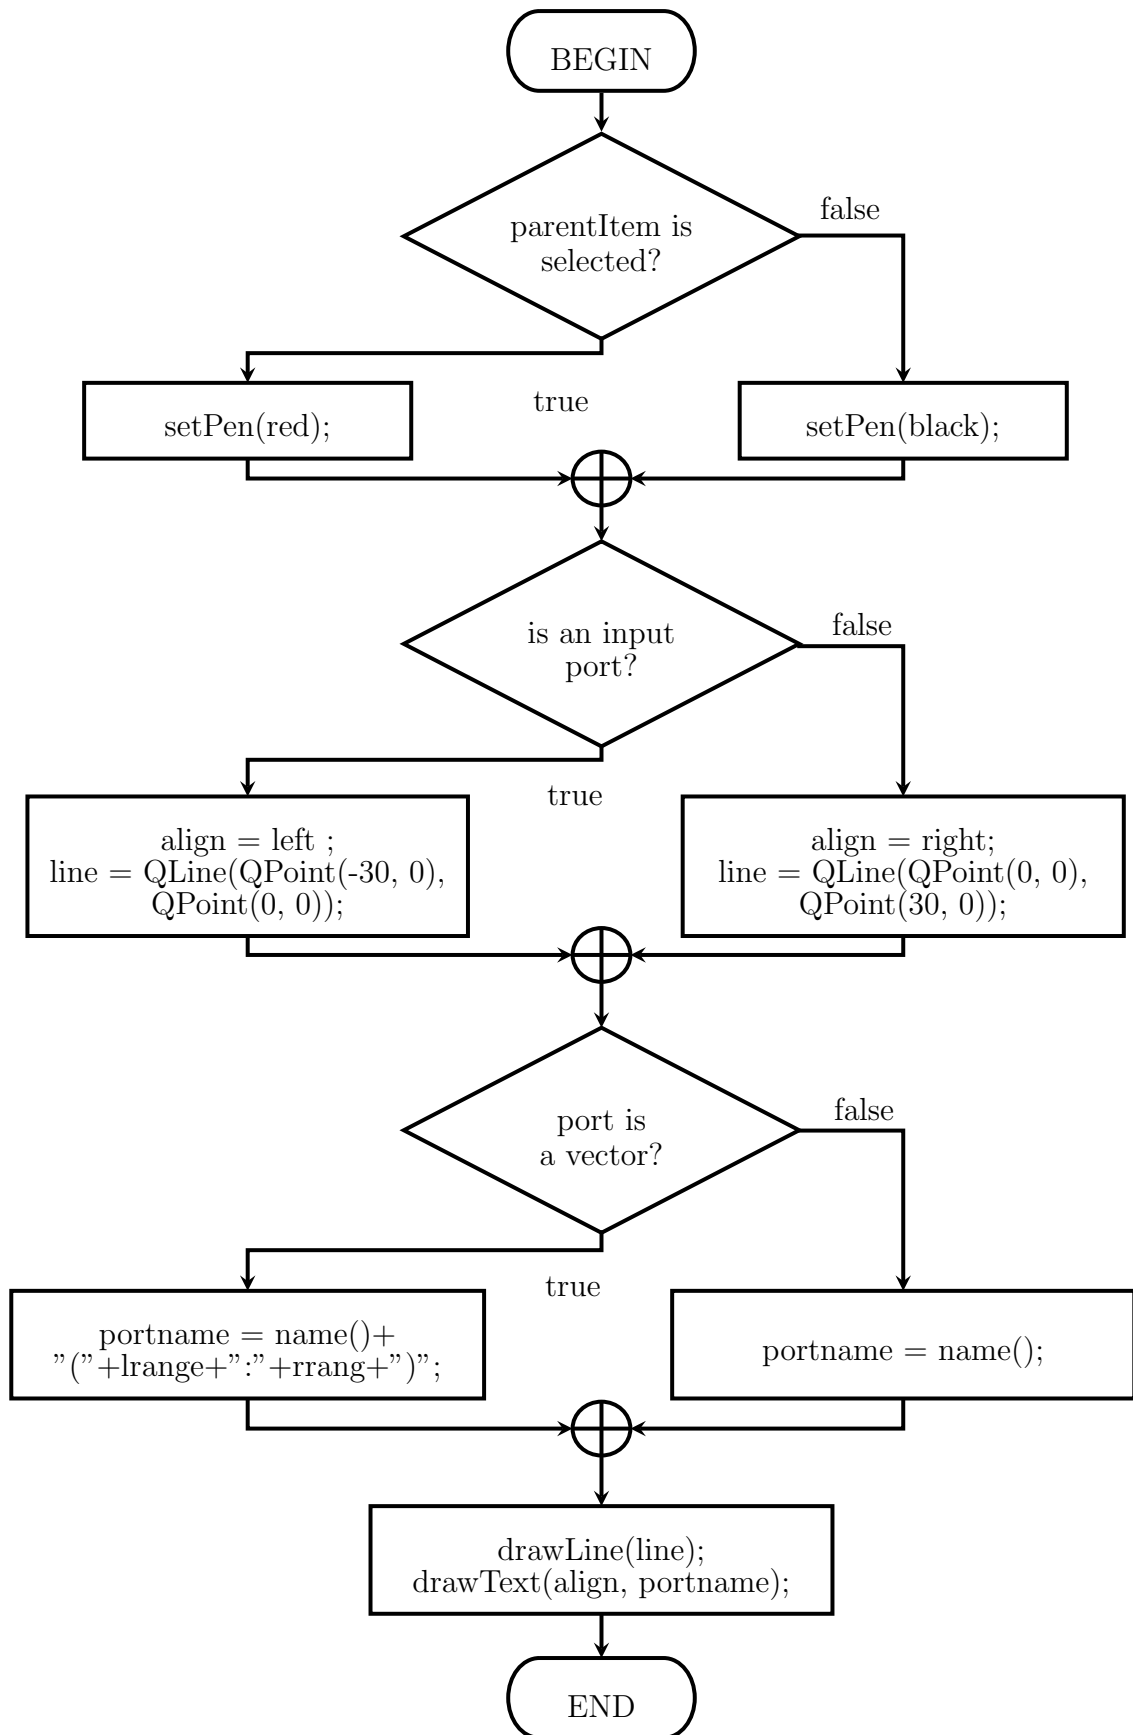 BEGIN
parentItem is
selected?
false
true
setPen(red);
setPen(black);
is an input
port?
false
true
align = left ;
line = QLine(QPoint(-30, 0),
QPoint(0, 0));
align = right;
line = QLine(QPoint(0, 0),
QPoint(30, 0));
port is
a vector?
false
true
portname = name()+
”(”+lrange+”:”+rrang+”)”;
portname = name();
drawLine(line);
drawText(align, portname);
END